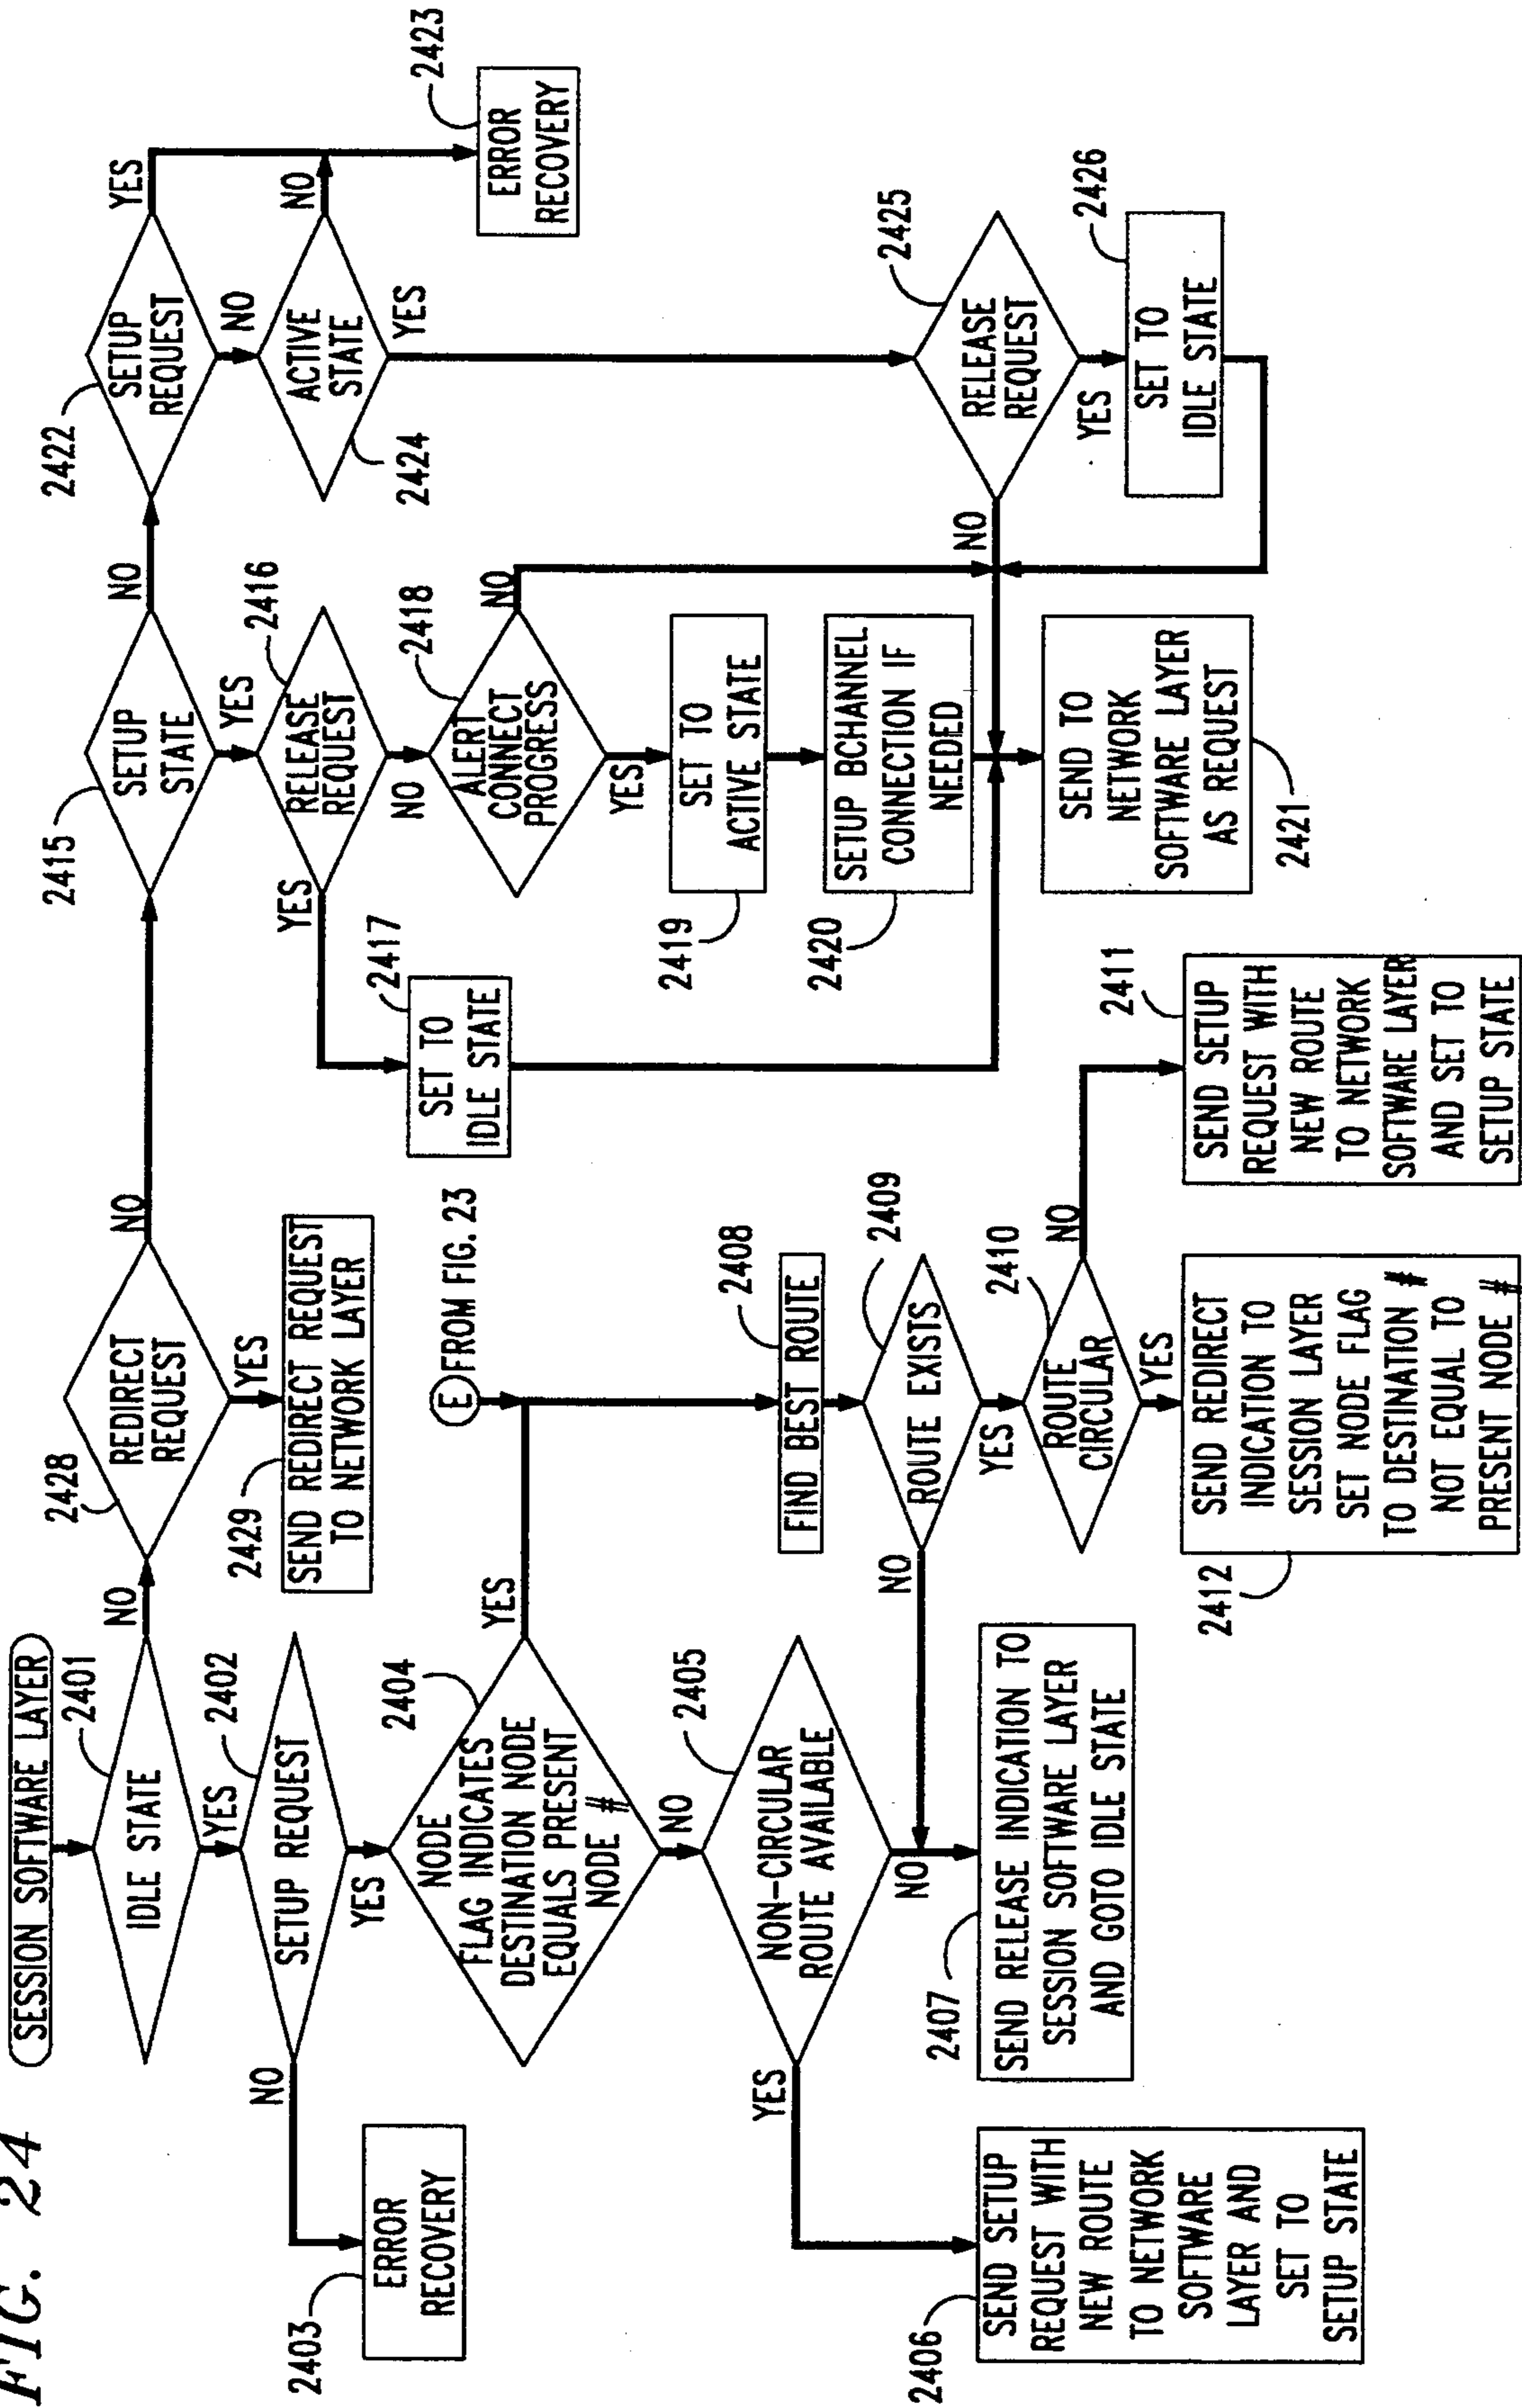 FIG. 24
SESSION SOFTWARE LAYER
2401
IDLE STATE
NO
YES
2428
REDIRECT
REQUEST
NO
YES
2429
SEND REDIRECT REQUEST
TO NETWORK LAYER
2415
SETUP
STATE
NO
YES
2422
SETUP
REQUEST
YES
NO
2402
SETUP REQUEST
NO
YES
2403
ERROR
RECOVERY
2416
RELEASE
REQUEST
YES
NO
2417
SET TO
IDLE STATE
2424
ACTIVE
STATE
NO
YES
2423
ERROR
RECOVERY
2404
NODE
FLAG INDICATES
DESTINATION NODE
EQUALS PRESENT
NODE #
YES
NO
E
FROM FIG. 23
2418
ALERT
CONNECT
PROGRESS
NO
YES
2419
SET TO
ACTIVE STATE
2420
SETUP BCHANNEL
CONNECTION IF
NEEDED
2405
NON-CIRCULAR
ROUTE AVAILABLE
YES
NO
2408
FIND BEST ROUTE
2409
ROUTE EXISTS
NO
YES
2410
ROUTE
CIRCULAR
NO
YES
2425
RELEASE
REQUEST
NO
YES
2426
SET TO
IDLE STATE
2421
SEND TO
NETWORK
SOFTWARE LAYER
AS REQUEST
2406
SEND SETUP
REQUEST WITH
NEW ROUTE
TO NETWORK
SOFTWARE
LAYER AND
SET TO
SETUP STATE
2407
SEND RELEASE INDICATION TO
SESSION SOFTWARE LAYER
AND GOTO IDLE STATE
2412
SEND REDIRECT
INDICATION TO
SESSION LAYER
SET NODE FLAG
TO DESTINATION #
NOT EQUAL TO
PRESENT NODE #
2411
SEND SETUP
REQUEST WITH
NEW ROUTE
TO NETWORK
SOFTWARE LAYER
AND SET TO
SETUP STATE